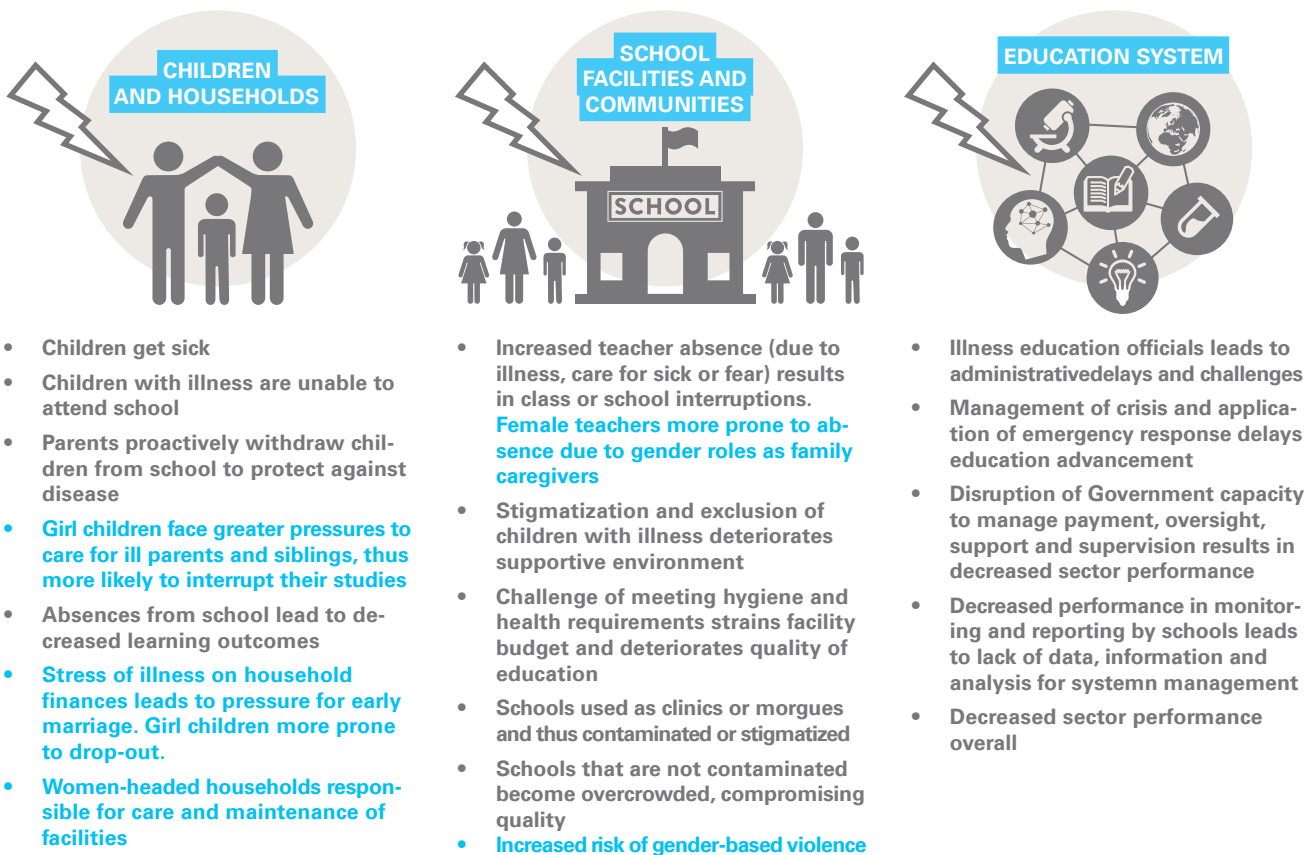 CHILDREN
AND HOUSEHOLDS
• Children get sick
• Children with illness are unable to
attend school
• Parents proactively withdraw chil-
dren from school to protect against
disease
• Girl children face greater pressures to
care for ill parents and siblings, thus
more likely to interrupt their studies
• Absences from school lead to de-
creased learning outcomes
• Stress of illness on household
finances leads to pressure for early
marriage. Girl children more prone
to drop-out.
• Women-headed households respon-
sible for care and maintenance of
facilities
SCHOOL
FACILITIES AND
COMMUNITIES
SCHOOL
• Increased teacher absence (due to
illness, care for sick or fear) results
in class or school interruptions.
Female teachers more prone to ab-
sence due to gender roles as family
caregivers
• Stigmatization and exclusion of
children with illness deteriorates
supportive environment
• Challenge of meeting hygiene and
health requirements strains facility
budget and deteriorates quality of
education
• Schools used as clinics or morgues
and thus contaminated or stigmatized
• Schools that are not contaminated
become overcrowded, compromising
quality
• Increased risk of gender-based violence
EDUCATION SYSTEM
• Illness education officials leads to
administrativedelays and challenges
• Management of crisis and applica-
tion of emergency response delays
education advancement
• Disruption of Government capacity
to manage payment, oversight,
support and supervision results in
decreased sector performance
• Decreased performance in monitor-
ing and reporting by schools leads
to lack of data, information and
analysis for systemn management
• Decreased sector performance
overall